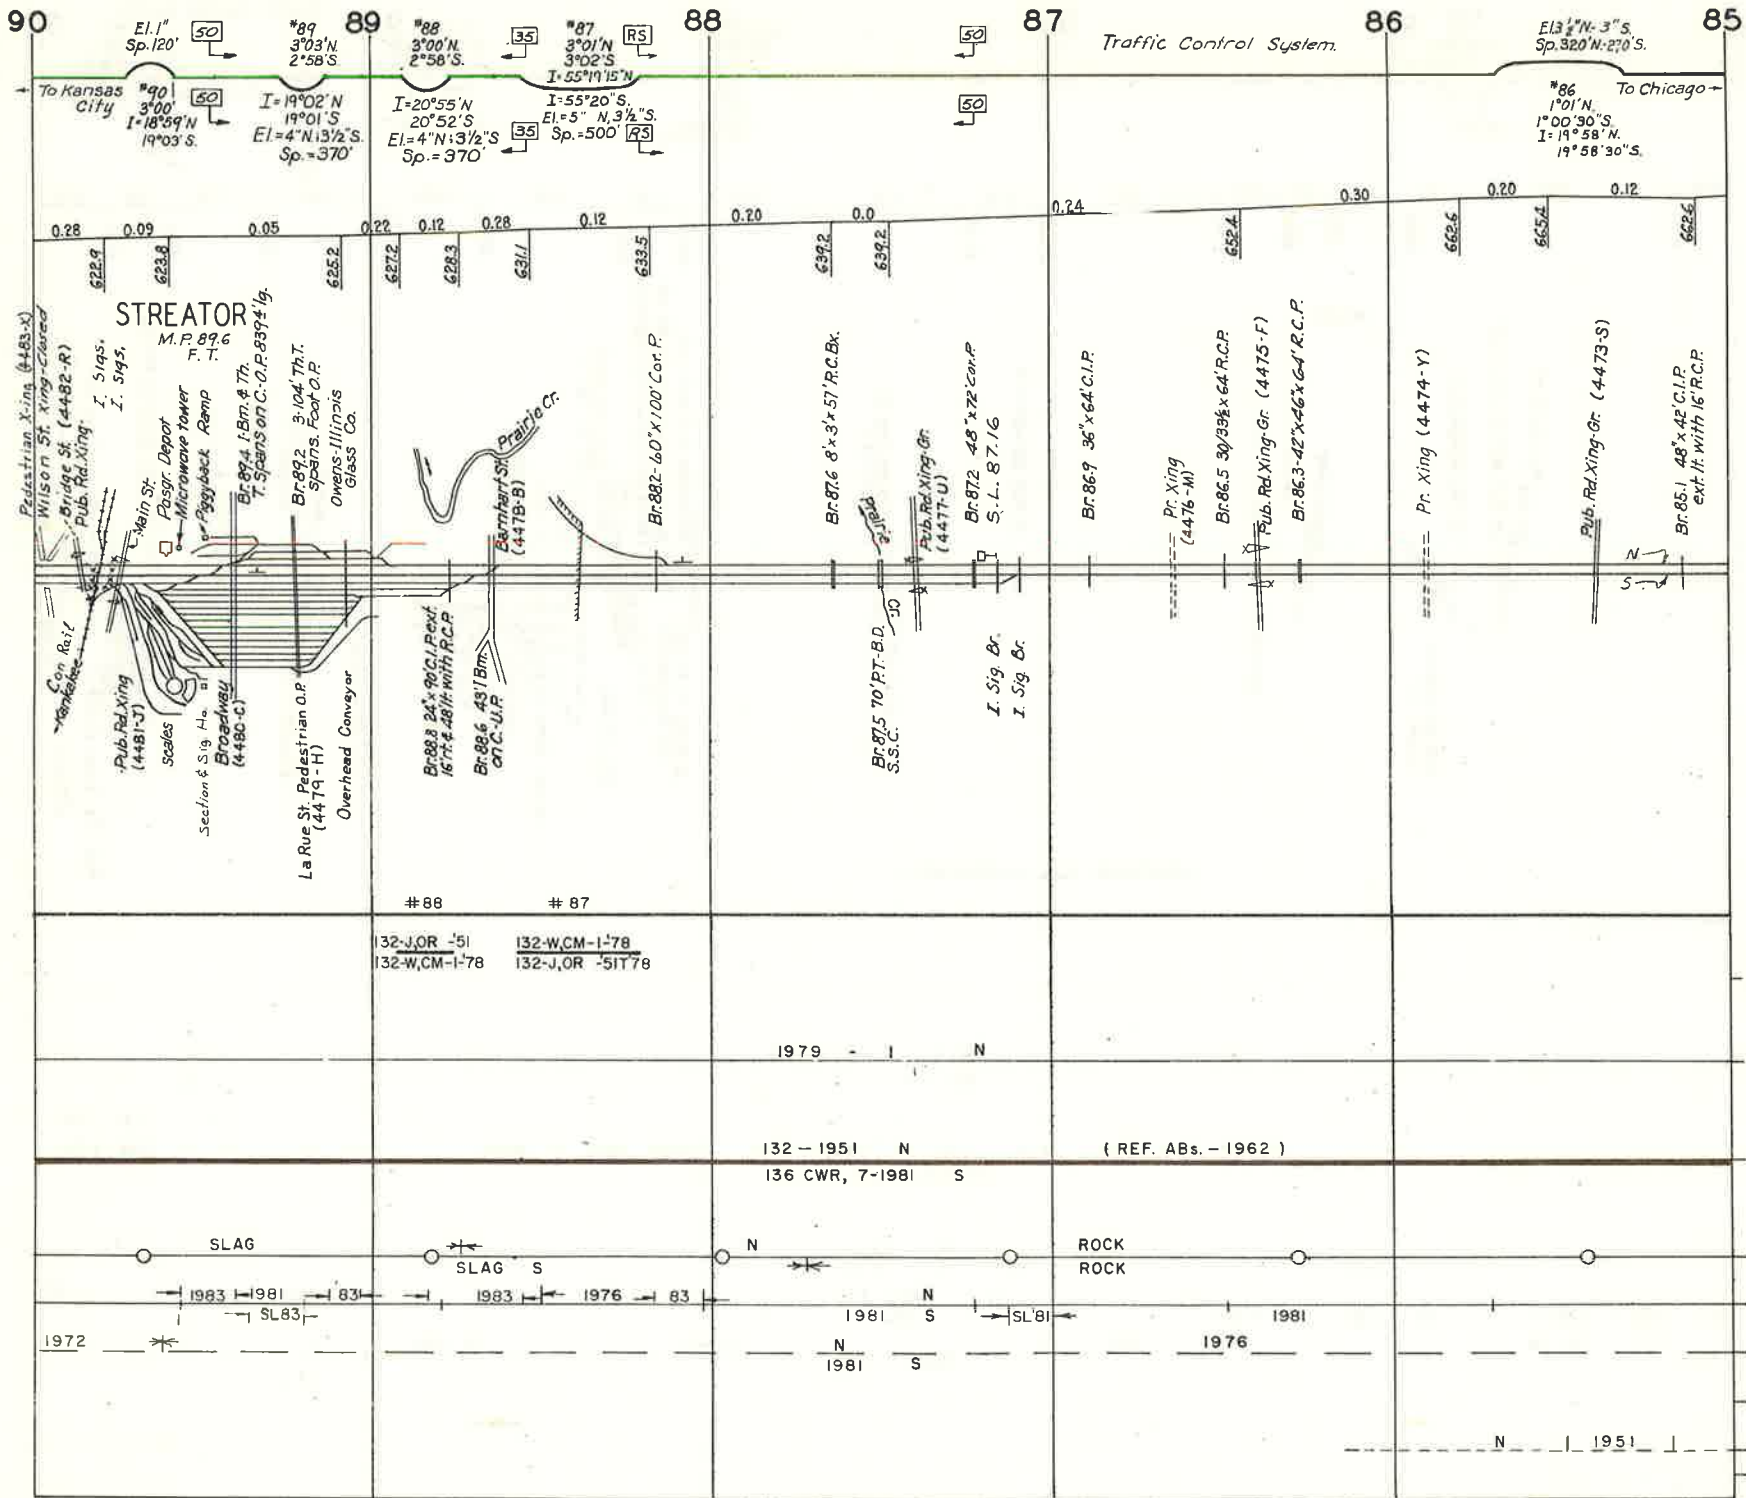 90
89
88
87
86
85
El.1"
Sp.120'
50
#89
3°03'N.
2°58'S.
#88
3°00'N.
2°58'S.
35
#87
3°01'N
3°02'S
I=55°19'15"N
RS
50
Traffic Control System.
El.3½"N.-3"S.
Sp.320'N-270'S.
To Kansas
City
#90
3°00'
I=18°59'N
19°03'S.
50
I=19°02'N
19°01'S
El.=4"N;3½"S.
Sp.=370'
I=20°55'N
20°52'S
El.=4"N;3½"S
Sp.=370'
35
I=55°20"S.
El.=5" N,3½"S.
Sp.=500'
RS
50
#86
1°01'N.
1°00'30"S.
I=19°58'N.
19°58'30"S.
To Chicago
0.28
0.09
0.05
0.22
0.12
0.28
0.12
0.20
0.0
0.24
0.30
0.20
0.12
622.9
623.8
625.2
627.2
628.3
631.1
633.5
639.2
639.2
652.4
662.6
665.4
662.6
STREATOR
M.P. 89.6
F. T.
Pedestrian X-ing (4483-X)
Wilson St. Xing-Closed
Bridge St. (4482-R)
Pub. Rd. Xing.
I. Sigs.
I. Sigs.
Main St.
Psgr. Depot
Microwave tower
Piggyback Ramp
Br.89.4 1-Bm. & Th.
T. Spans on C.-O.P. 839.4' lg.
Br.89.2 3-104' Th.T.
spans. Foot O.P.
Owens-Illinois
Glass Co.
Prairie Cr.
Barnhart St.
(4478-B)
Br.88.2-60"x100' Cor. P.
Br.87.6 8'x3'x57' R.C.Bx.
Prairie
Cr.
Pub.Rd.Xing-Gr.
(4477-U)
Br.87.2 48"x72' Cor.P.
S. L. 87.16
Br.86.9 36"x64' C.I.P.
Pr. Xing
(4476-M)
Br.86.5 30/33½x64' R.C.P.
Pub.Rd.Xing-Gr. (4475-F)
Br.86.3-42"x46"x64' R.C.P.
Pr. Xing (4474-Y)
Pub.Rd.Xing-Gr. (4473-S)
Br.85.1 48"x42' C.I.P.
ext. lt. with 16' R.C.P.
N
S
Con Rail
Kankakee
Pub.Rd.Xing
(4481-J)
Scales
Section & Sig. Ho.
Broadway
(4480-C)
La Rue St. Pedestrian O.P.
(4479-H)
Overhead Conveyor
Br.88.8 24"x90' C.I.P. ext.
16' rt. & 48' lt. with R.C.P.
Br.88.6 43' 1 Bm.
on C.-U.P.
Br.87.5 70' P.T.-B.D.
S.S.C.
I. Sig. Br.
I. Sig. Br.
#88
#87
132-J,OR -'51
132-W,CM-1-'78
132-W,CM-1-'78
132-J,OR -'51T'78
1979 - I N
132 - 1951 N
(REF. ABs. - 1962)
136 CWR, 7-1981 S
SLAG
N
ROCK
SLAG S
ROCK
1983
1981
83
1983
1976
83
N
SL83
1981 S
SL'81
1981
1972
N
1976
1981 S
N
1951